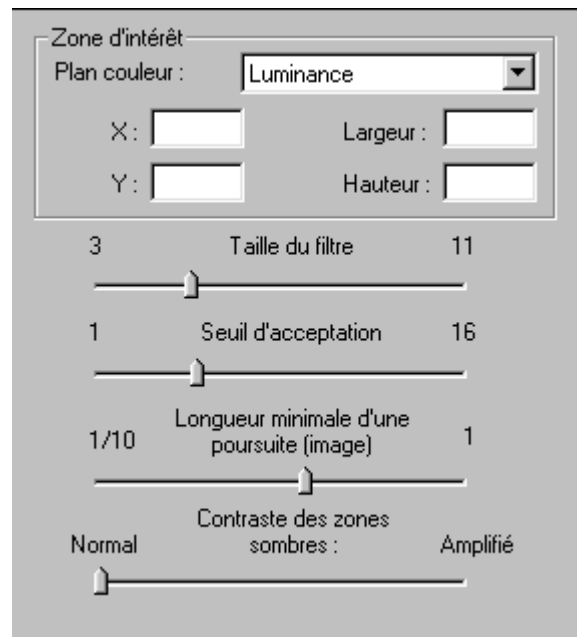 Zone d'intérêt
Plan couleur : Luminance
X : Largeur :
Y : Hauteur :
3 Taille du filtre 11
1 Seuil d'acceptation 16
Longueur minimale d'une
1/10 poursuite (image) 1
Contraste des zones
Normal sombres : Amplifié